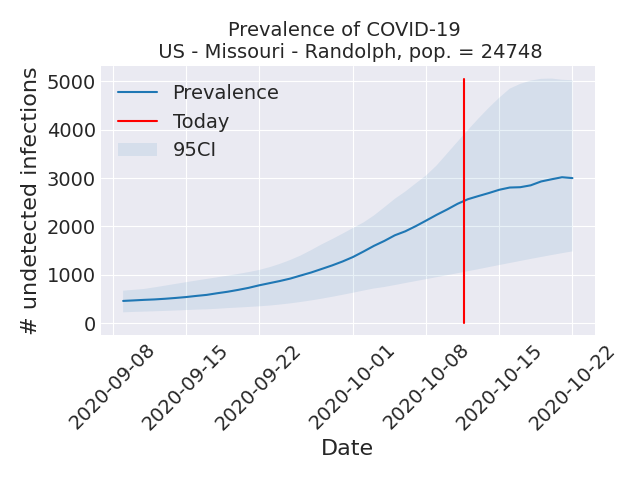 Prevalence of COVID-19
US - Missouri - Randolph, pop. = 24748
# undetected infections
5000
4000
3000
2000
1000
0
Prevalence
Today
95CI
2020-09-08
2020-09-15
2020-09-22
2020-10-01
2020-10-08
2020-10-15
2020-10-22
Date